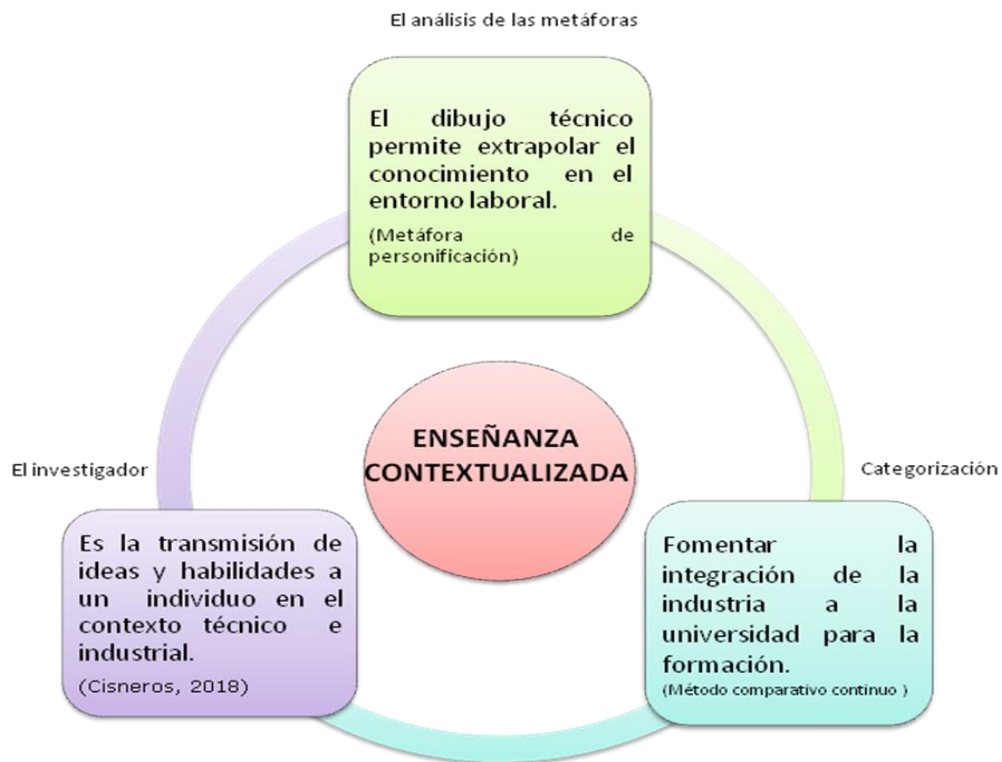 El análisis de las metáforas
El dibujo técnico
permite extrapolar el
conocimiento en el
entorno laboral.
(Metáfora de
personificación)
ENSEÑANZA
CONTEXTUALIZADA
El investigador
Categorización
Es la transmisión de
ideas y habilidades a
un individuo en el
contexto técnico e
industrial.
(Cisneros, 2018)
Fomentar la
integración de la
industria a la
universidad para la
formación.
(Método comparativo continuo )